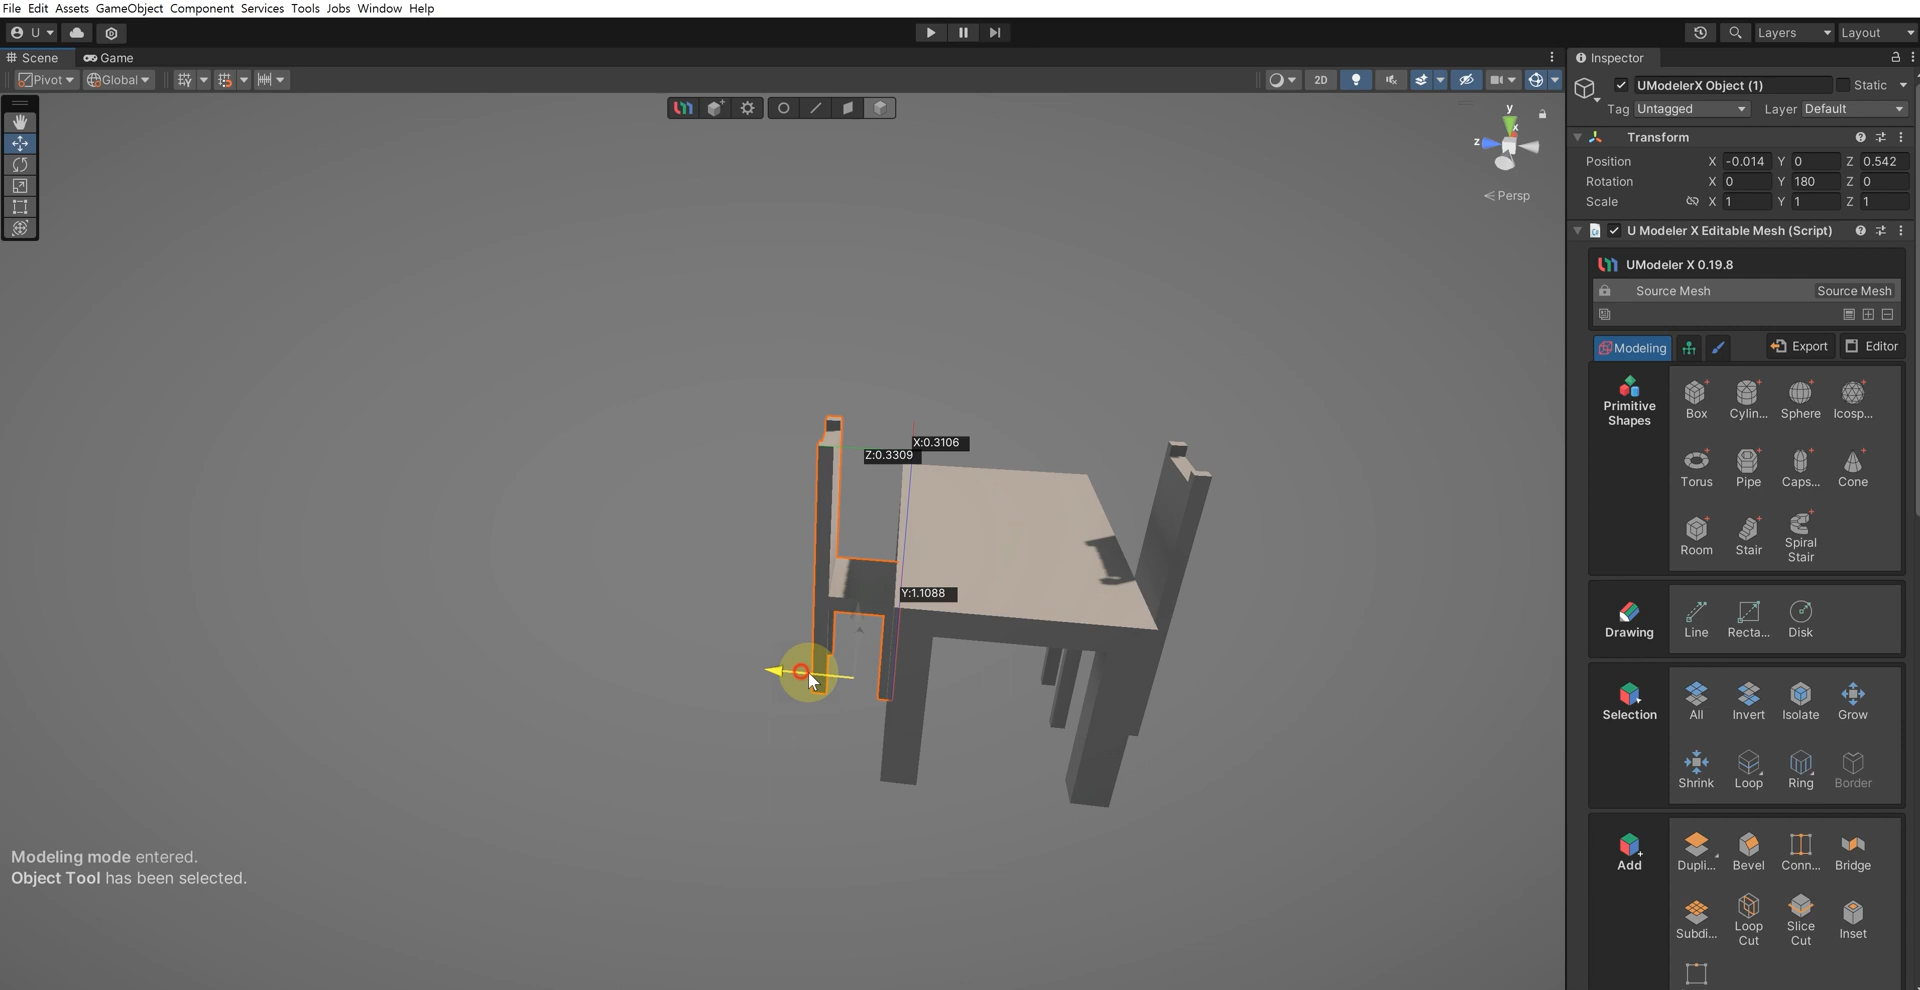 File Edit Assets GameObject Component Services Tools Jobs Window Help
U
Layers Layout
Scene Game
Inspector
Pivot Global
2D
UModelerX Object (1) Static
Tag Untagged Layer Default
Transform
Position X -0.014 Y 0 Z 0.542
Rotation X 0 Y 180 Z 0
Scale X 1 Y 1 Z 1
y
x
z
Persp
U Modeler X Editable Mesh (Script)
UModeler X 0.19.8
Source Mesh Source Mesh
Modeling Export Editor
Primitive Shapes
Box Cylin... Sphere Icosp...
Torus Pipe Caps... Cone
Room Stair Spiral Stair
Drawing
Line Recta... Disk
Selection
All Invert Isolate Grow
Shrink Loop Ring Border
Add
Dupli... Bevel Conn... Bridge
Subdi... Loop Cut Slice Cut Inset
X:0.3106
Z:0.3309
Y:1.1088
Modeling mode entered.
Object Tool has been selected.